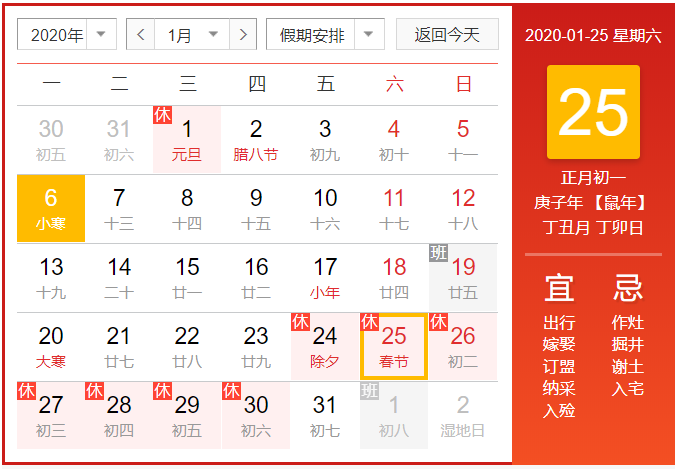 2020年 1月 假期安排 返回今天
一 二 三 四 五 六 日
30 31 休 1 2 3 4 5
初五 初六 元旦 腊八节 初九 初十 十一
6 7 8 9 10 11 12
小寒 十三 十四 十五 十六 十七 十八
13 14 15 16 17 18 班 19
十九 二十 廿一 廿二 小年 廿四 廿五
20 21 22 23 休 24 休 25 休 26
大寒 廿七 廿八 廿九 除夕 春节 初二
休 27 休 28 休 29 休 30 31 班 1 2
初三 初四 初五 初六 初七 初八 湿地日
2020-01-25 星期六
25
正月初一
庚子年 【鼠年】
丁丑月 丁卯日
宜 忌
出行 作灶
嫁娶 掘井
订盟 谢土
纳采 入宅
入殓